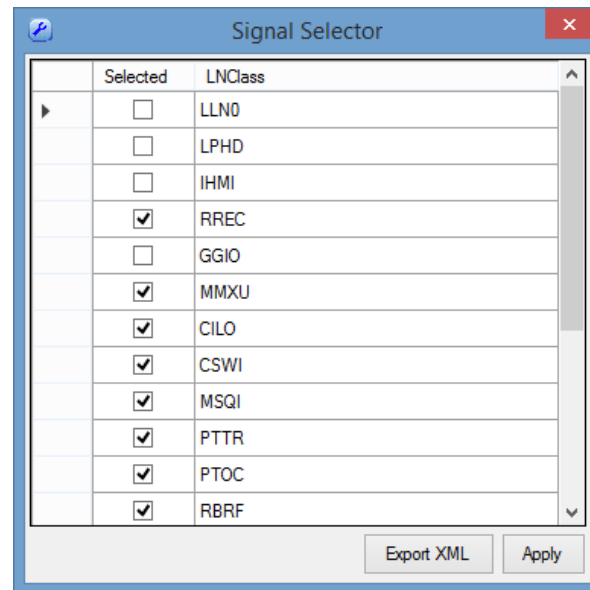 Signal Selector
Selected LNClass
LLN0
LPHD
IHMI
RREC
GGIO
MMXU
CILO
CSWI
MSQI
PTTR
PTOC
RBRF
Export XML Apply